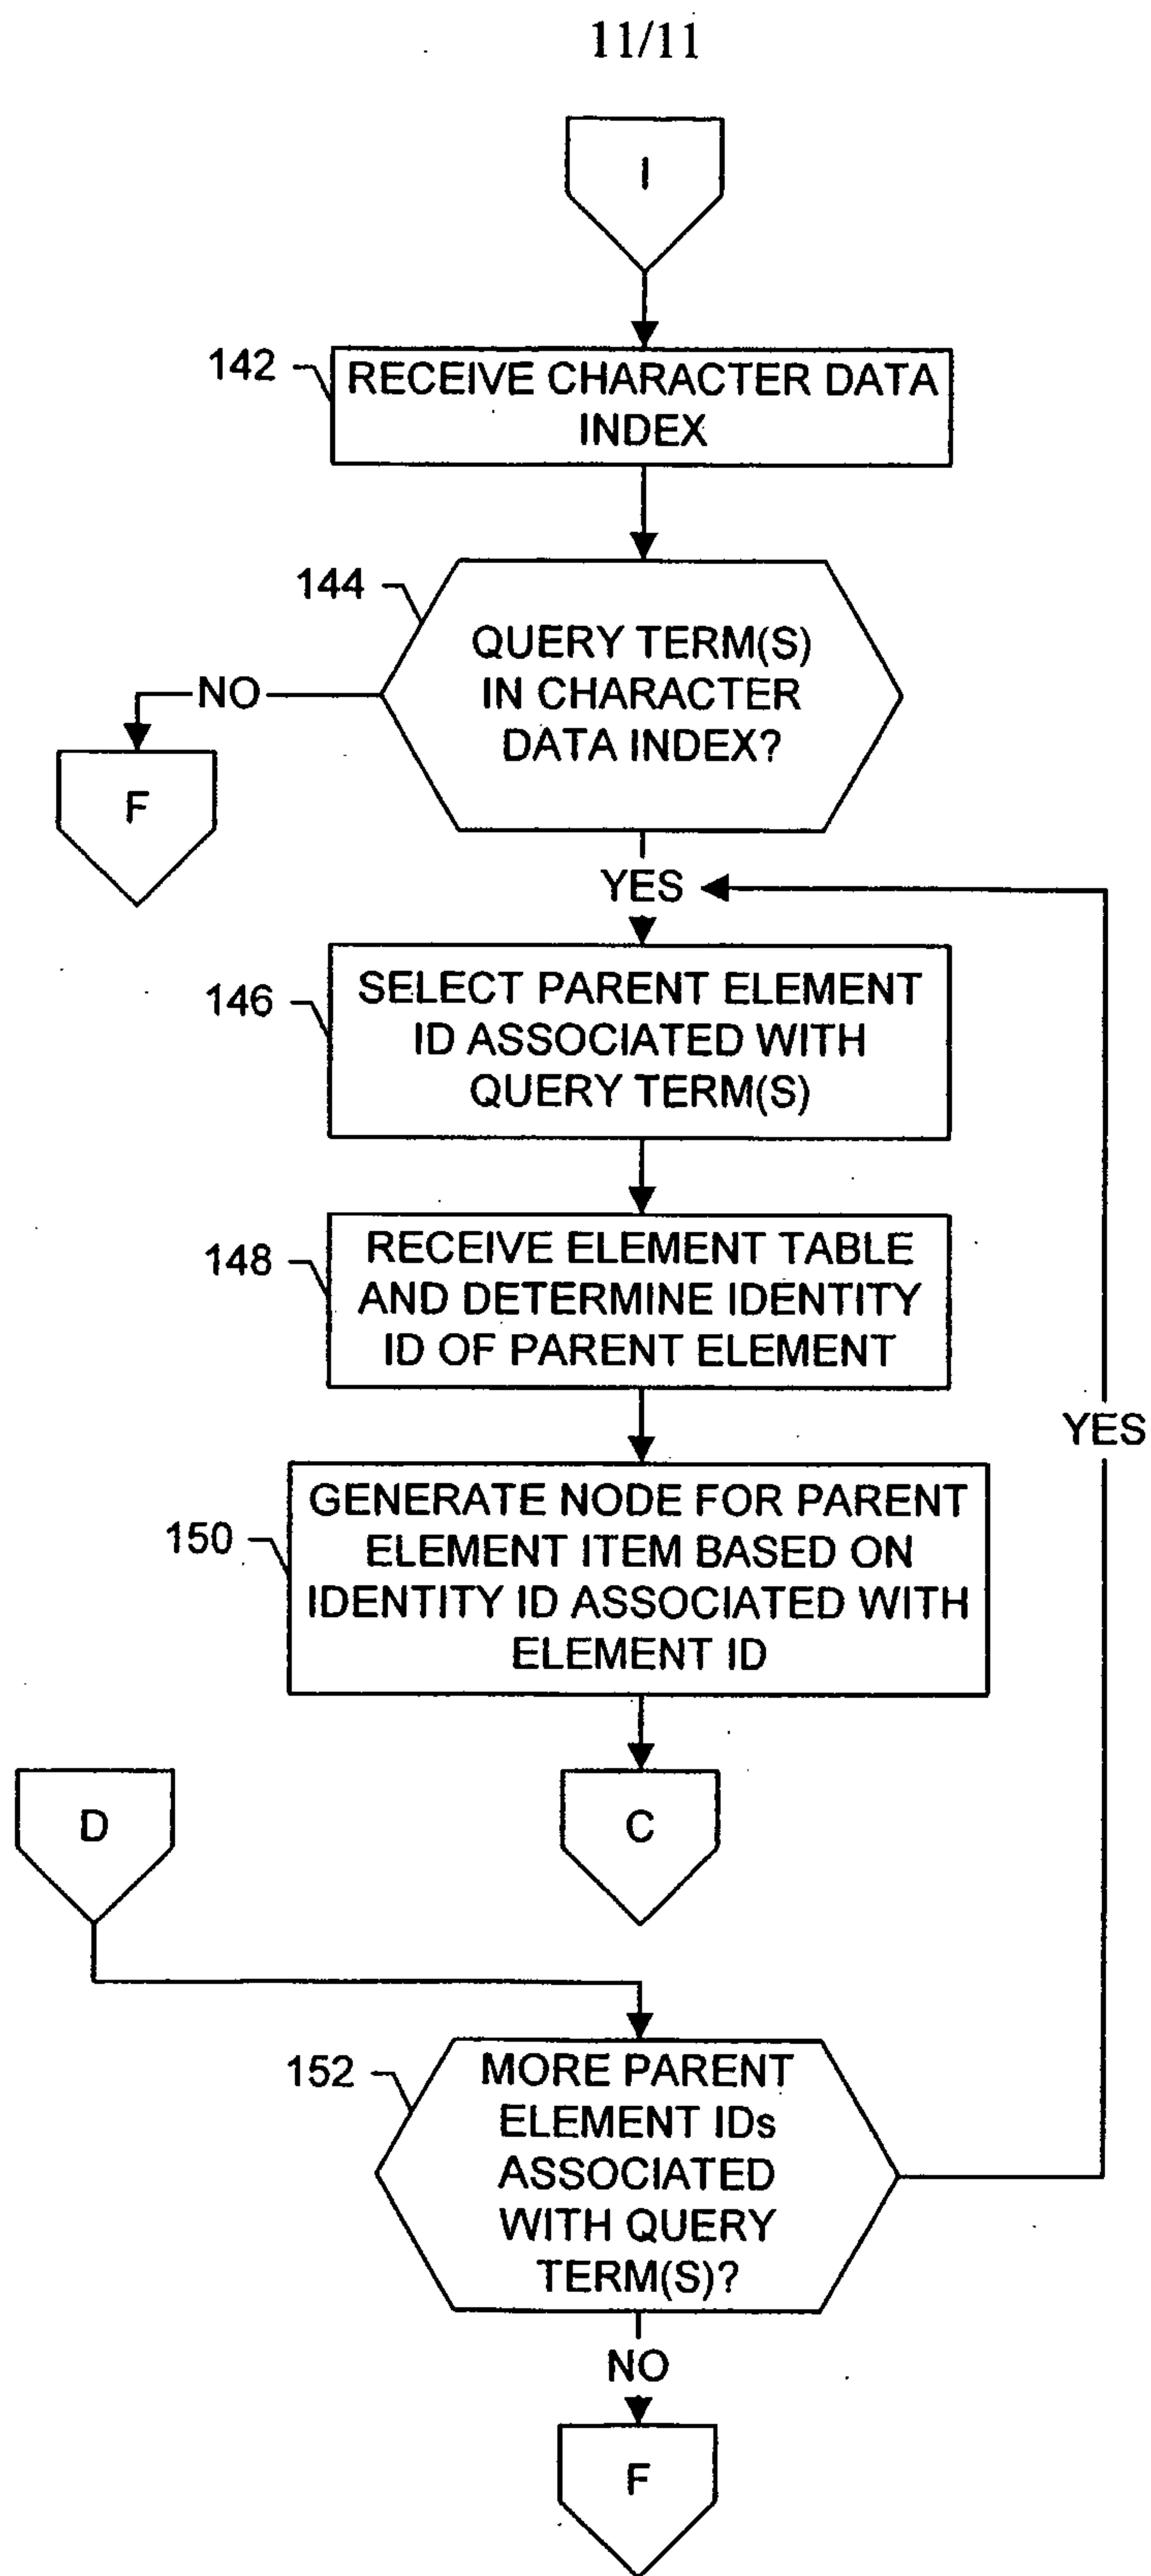 11/11
I
142
RECEIVE CHARACTER DATA
INDEX
144
QUERY TERM(S)
IN CHARACTER
DATA INDEX?
NO
F
YES
146
SELECT PARENT ELEMENT
ID ASSOCIATED WITH
QUERY TERM(S)
148
RECEIVE ELEMENT TABLE
AND DETERMINE IDENTITY
ID OF PARENT ELEMENT
YES
150
GENERATE NODE FOR PARENT
ELEMENT ITEM BASED ON
IDENTITY ID ASSOCIATED WITH
ELEMENT ID
D
C
152
MORE PARENT
ELEMENT IDs
ASSOCIATED
WITH QUERY
TERM(S)?
NO
F